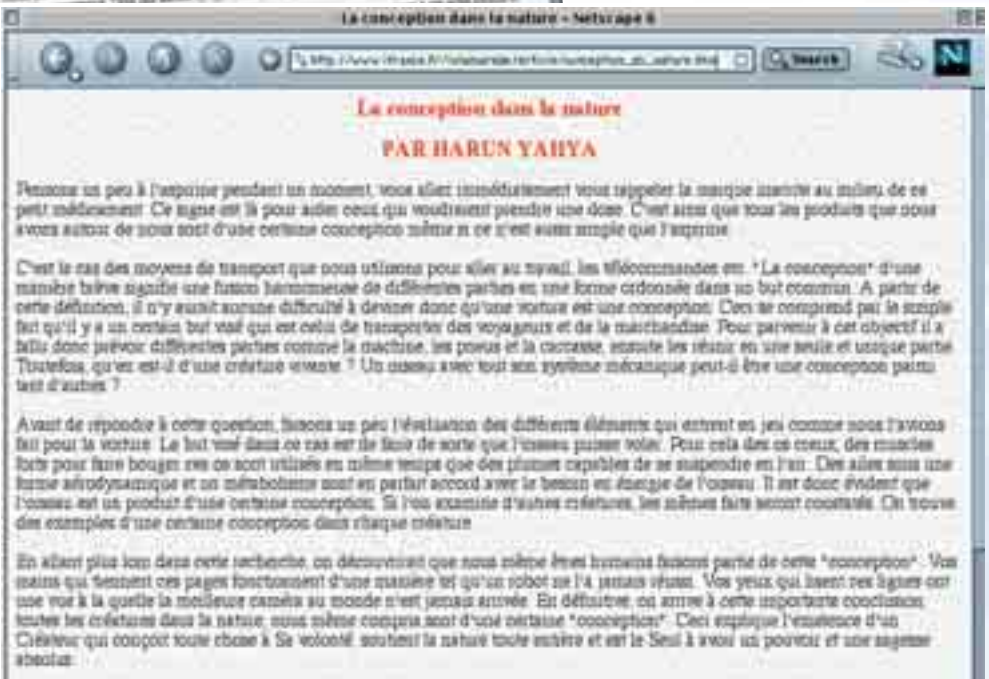 La conception dans la nature - Netscape 6
Search
N
La conception dans la nature
PAR HARUN YAHYA
Pensons un peu à l'aspirine pendant un moment, vous allez immédiatement vous rappeler la marque inscrite au milieu de ce
petit médicament. Ce signe est là pour aider ceux qui voudraient prendre une dose. C'est ainsi que tous les produits que nous
avons autour de nous sont d'une certaine conception même si ce n'est aussi simple que l'aspirine.
C'est le cas des moyens de transport que nous utilisons pour aller au travail, les télécommandes etc. "La conception" d'une
manière brève signifie une fusion harmonieuse de différentes parties en une forme ordonnée dans un but commun. A partir de
cette définition, il n'y aurait aucune difficulté à deviner donc qu'une voiture est une conception. Ceci se comprend par le simple
fait qu'il y a un certain but visé qui est celui de transporter des voyageurs et de la marchandise. Pour parvenir à cet objectif il a
fallu donc prévoir différentes parties comme la machine, les pneus et la carcasse, ensuite les réunir en une seule et unique partie.
Toutefois, qu'en est-il d'une créature vivante ? Un oiseau avec tout son système mécanique peut-il être une conception parmi
tant d'autres ?
Avant de répondre à cette question, faisons un peu l'évaluation des différents éléments qui entrent en jeu comme nous l'avons
fait pour la voiture. Le but visé dans ce cas est de faire de sorte que l'oiseau puisse voler. Pour cela des os creux, des muscles
forts pour faire bouger ces os sont utilisés en même temps que des plumes capables de se suspendre en l'air. Des ailes sous une
forme aérodynamique et un métabolisme sont en parfait accord avec le besoin en énergie de l'oiseau. Il est donc évident que
l'oiseau est un produit d'une certaine conception. Si l'on examine d'autres créatures, les mêmes faits seront constatés. On trouve
des exemples d'une certaine conception dans chaque créature.
En allant plus loin dans cette recherche, on découvrirait que nous même êtres humains faisons partie de cette "conception". Vos
mains qui tiennent ces pages fonctionnent d'une manière tel qu'un robot ne l'a jamais réussi. Vos yeux qui lisent ces lignes ont
une vue à la quelle la meilleure caméra au monde n'est jamais arrivée. En définitive, on arrive à cette importante conclusion;
toutes les créatures dans la nature, nous même compris sont d'une certaine "conception". Ceci explique l'existence d'un
Créateur qui conçoit toute chose à Sa volonté, soutient la nature toute entière et est le Seul à avoir un pouvoir et une sagesse
absolus.